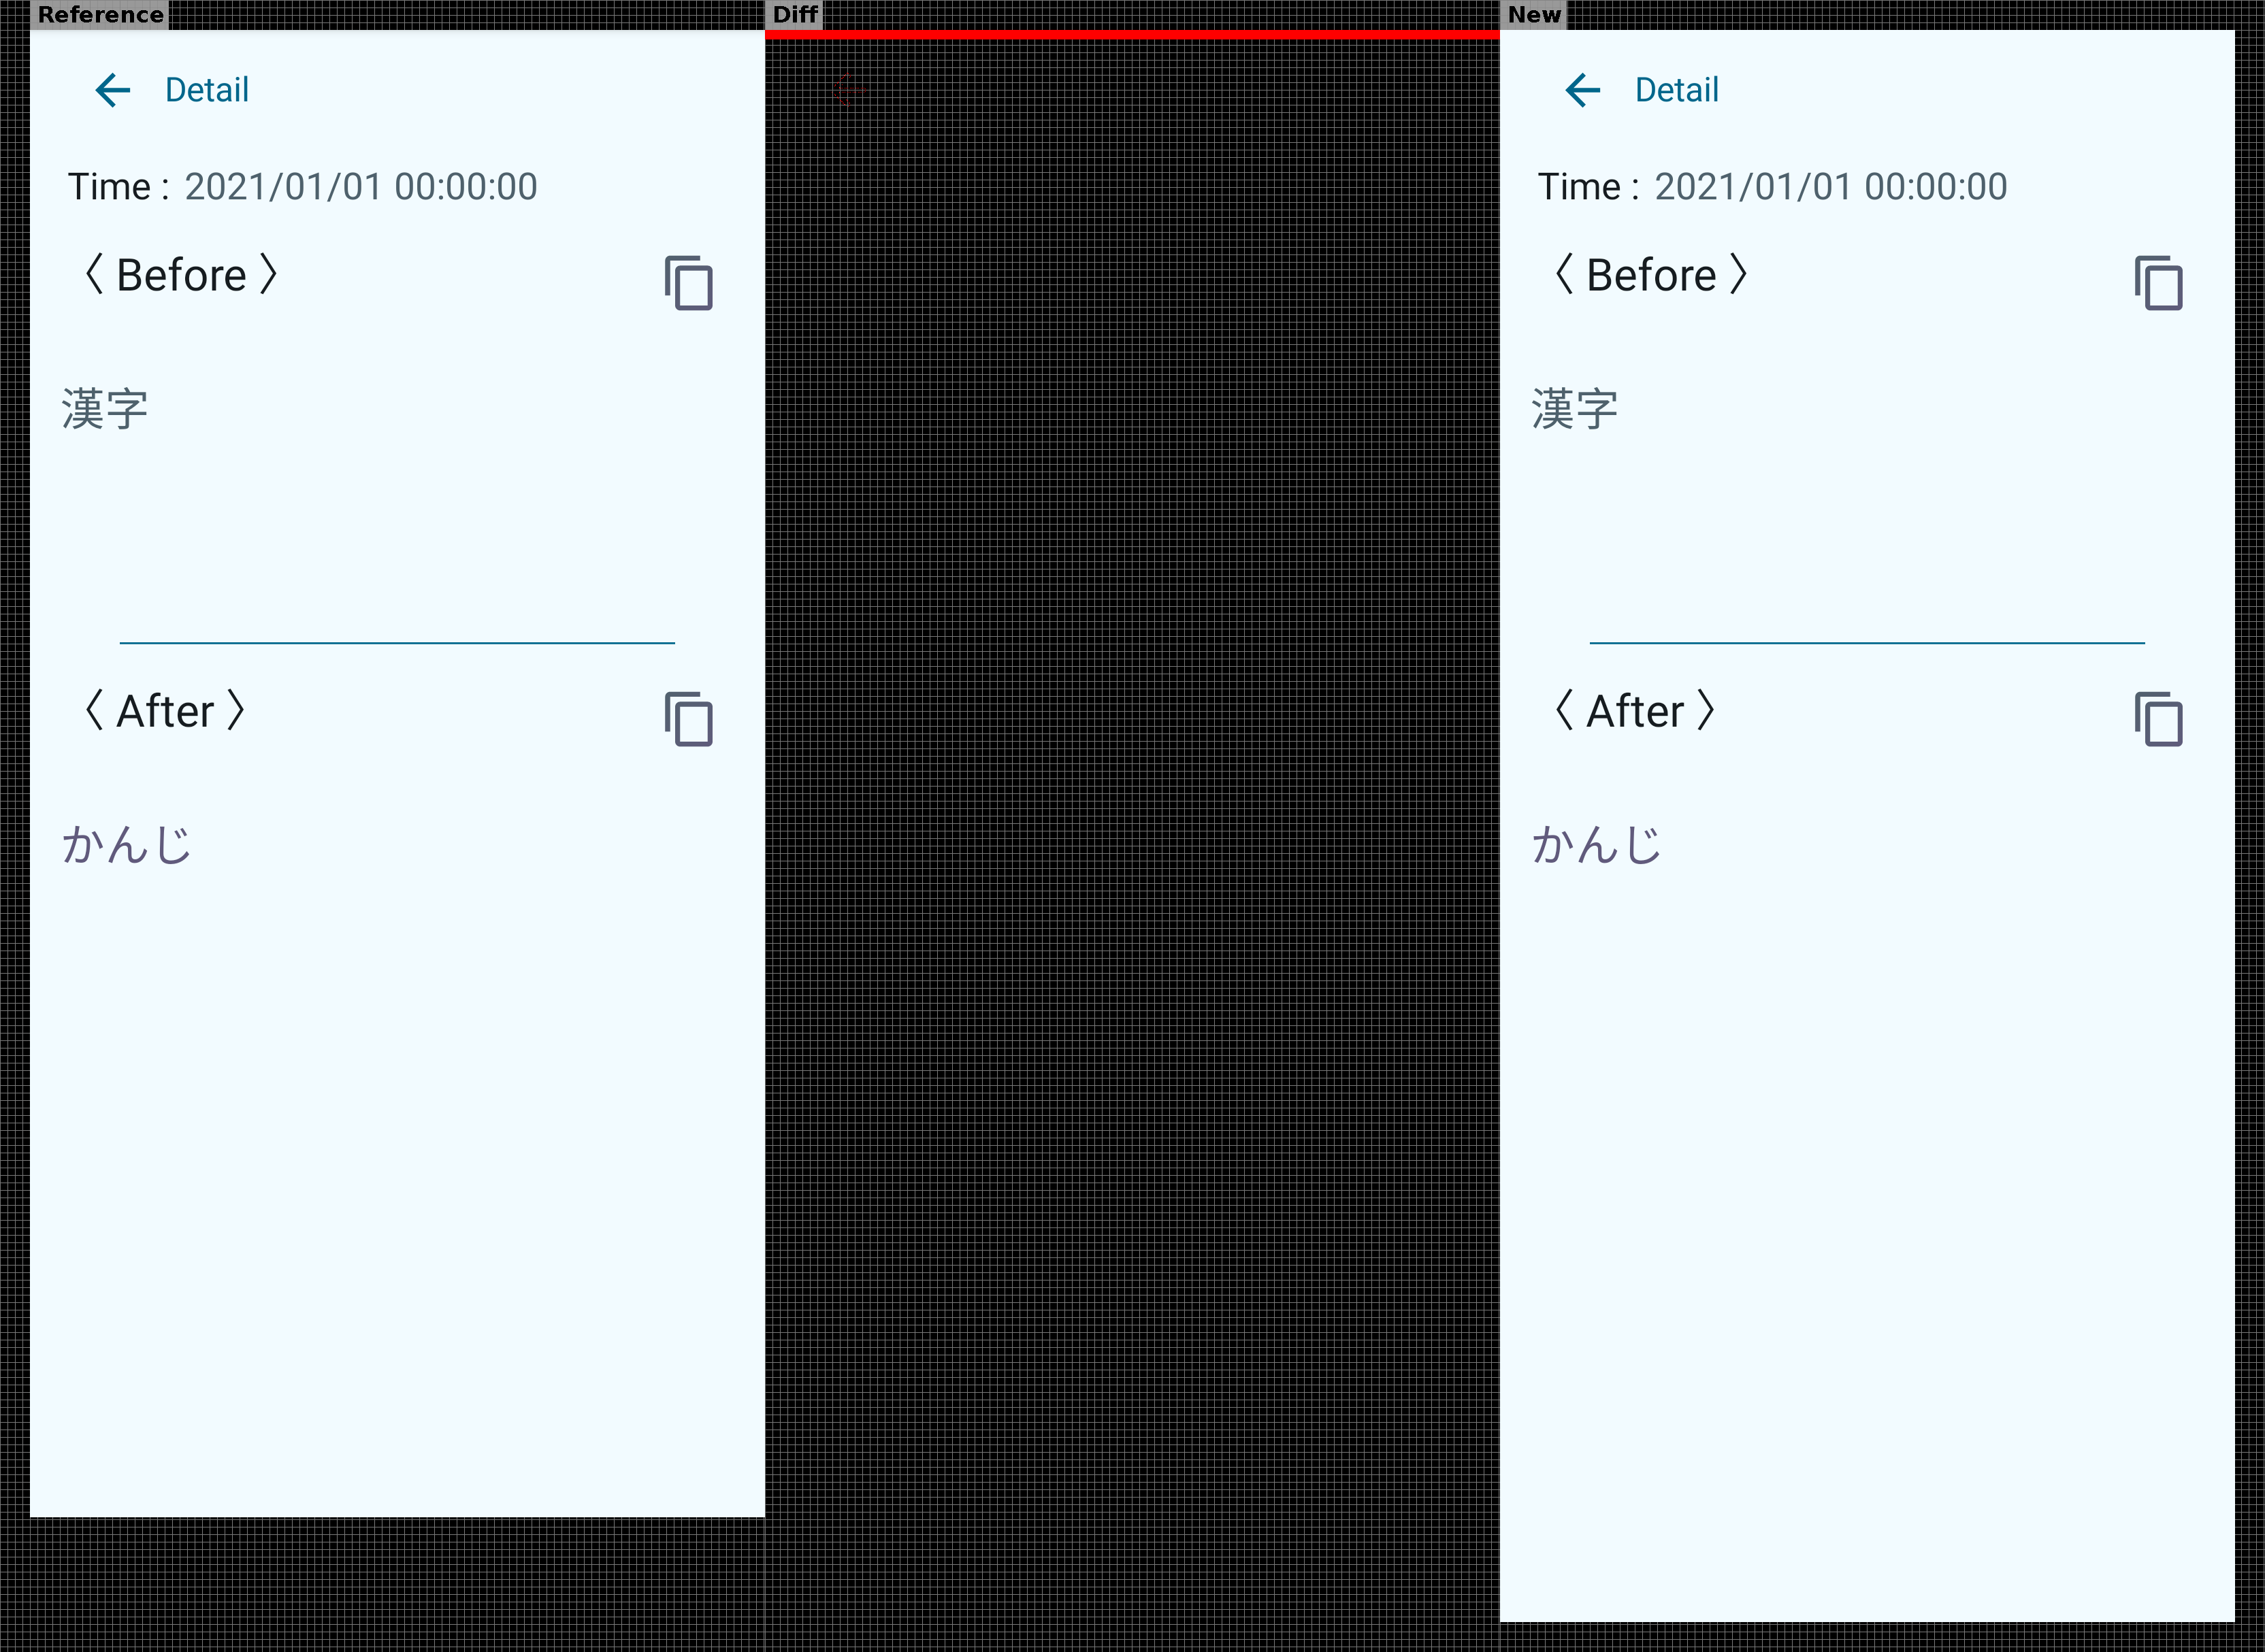 Reference Diff New
Detail
Time : 2021/01/01 00:00:00
〈 Before 〉
漢字
〈 After 〉
かんじ
Detail
Time : 2021/01/01 00:00:00
〈 Before 〉
漢字
〈 After 〉
かんじ